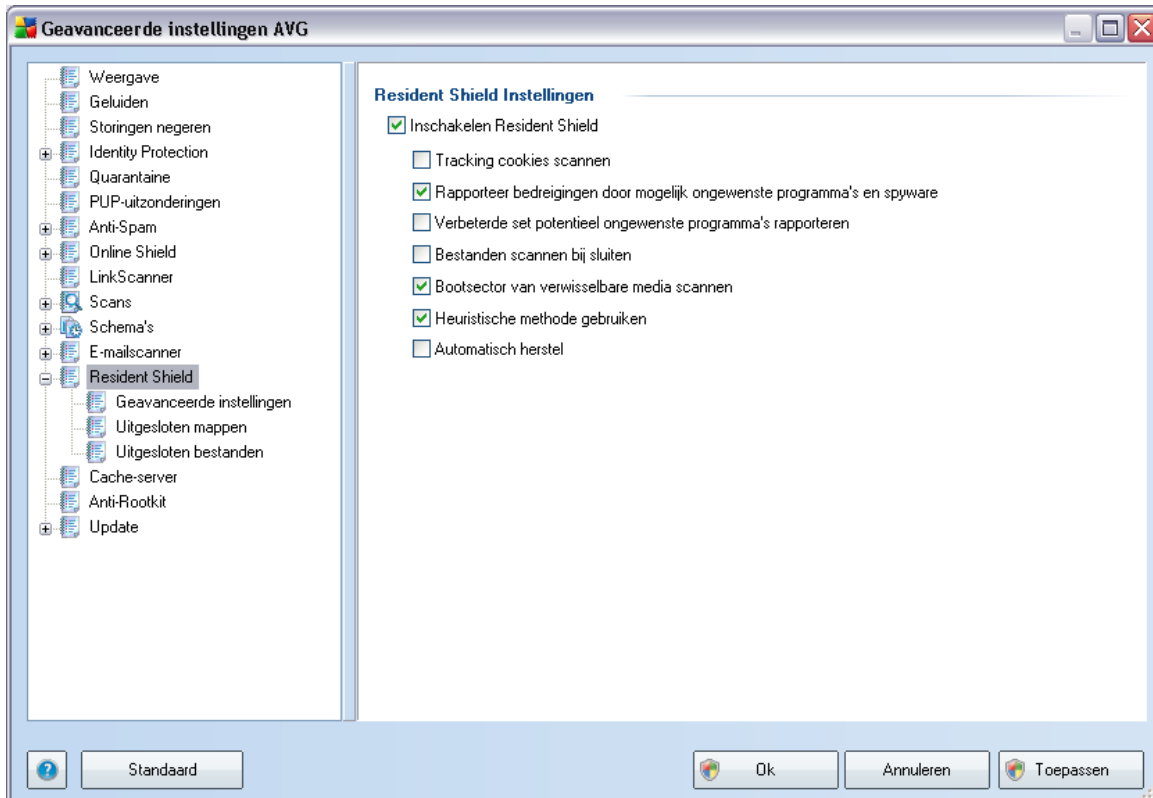 Geavanceerde instellingen AVG
Weergave
Geluiden
Storingen negeren
Identity Protection
Quarantaine
PUP-uitzonderingen
Anti-Spam
Online Shield
LinkScanner
Scans
Schema's
E-mailscanner
Resident Shield
Geavanceerde instellingen
Uitgesloten mappen
Uitgesloten bestanden
Cache-server
Anti-Rootkit
Update
Resident Shield Instellingen
Inschakelen Resident Shield
Tracking cookies scannen
Rapporteer bedreigingen door mogelijk ongewenste programma's en spyware
Verbeterde set potentieel ongewenste programma's rapporteren
Bestanden scannen bij sluiten
Bootsector van verwisselbare media scannen
Heuristische methode gebruiken
Automatisch herstel
Standaard
Ok
Annuleren
Toepassen